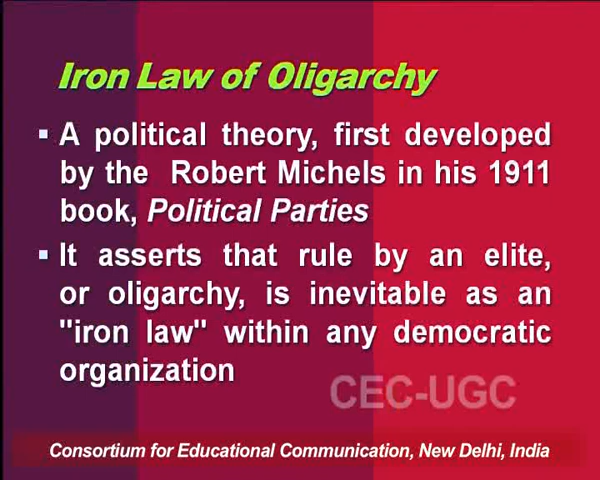 Iron Law of Oligarchy
▪ A political theory, first developed
by the Robert Michels in his 1911
book, Political Parties
▪ It asserts that rule by an elite,
or oligarchy, is inevitable as an
"iron law" within any democratic
organization
CEC-UGC
Consortium for Educational Communication, New Delhi, India